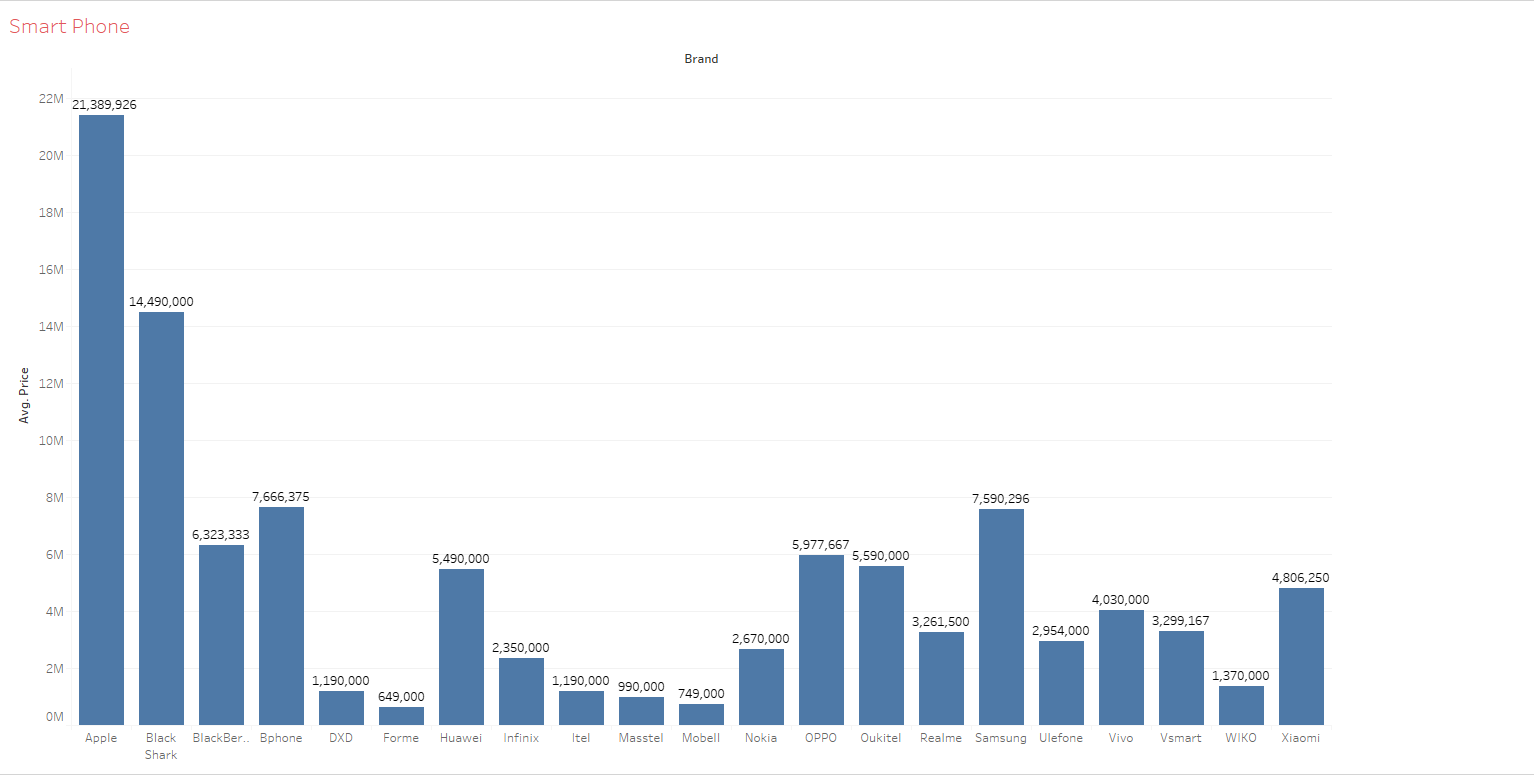 Smart Phone
Brand
22M
20M
18M
16M
14M
12M
10M
8M
6M
4M
2M
0M
Avg. Price
21,389,926
14,490,000
6,323,333
7,666,375
1,190,000
649,000
5,490,000
2,350,000
1,190,000
990,000
749,000
2,670,000
5,977,667
5,590,000
3,261,500
7,590,296
2,954,000
4,030,000
3,299,167
1,370,000
4,806,250
Apple
Black
Shark
BlackBer..
Bphone
DXD
Forme
Huawei
Infinix
Itel
Masstel
Mobell
Nokia
OPPO
Oukitel
Realme
Samsung
Ulefone
Vivo
Vsmart
WIKO
Xiaomi